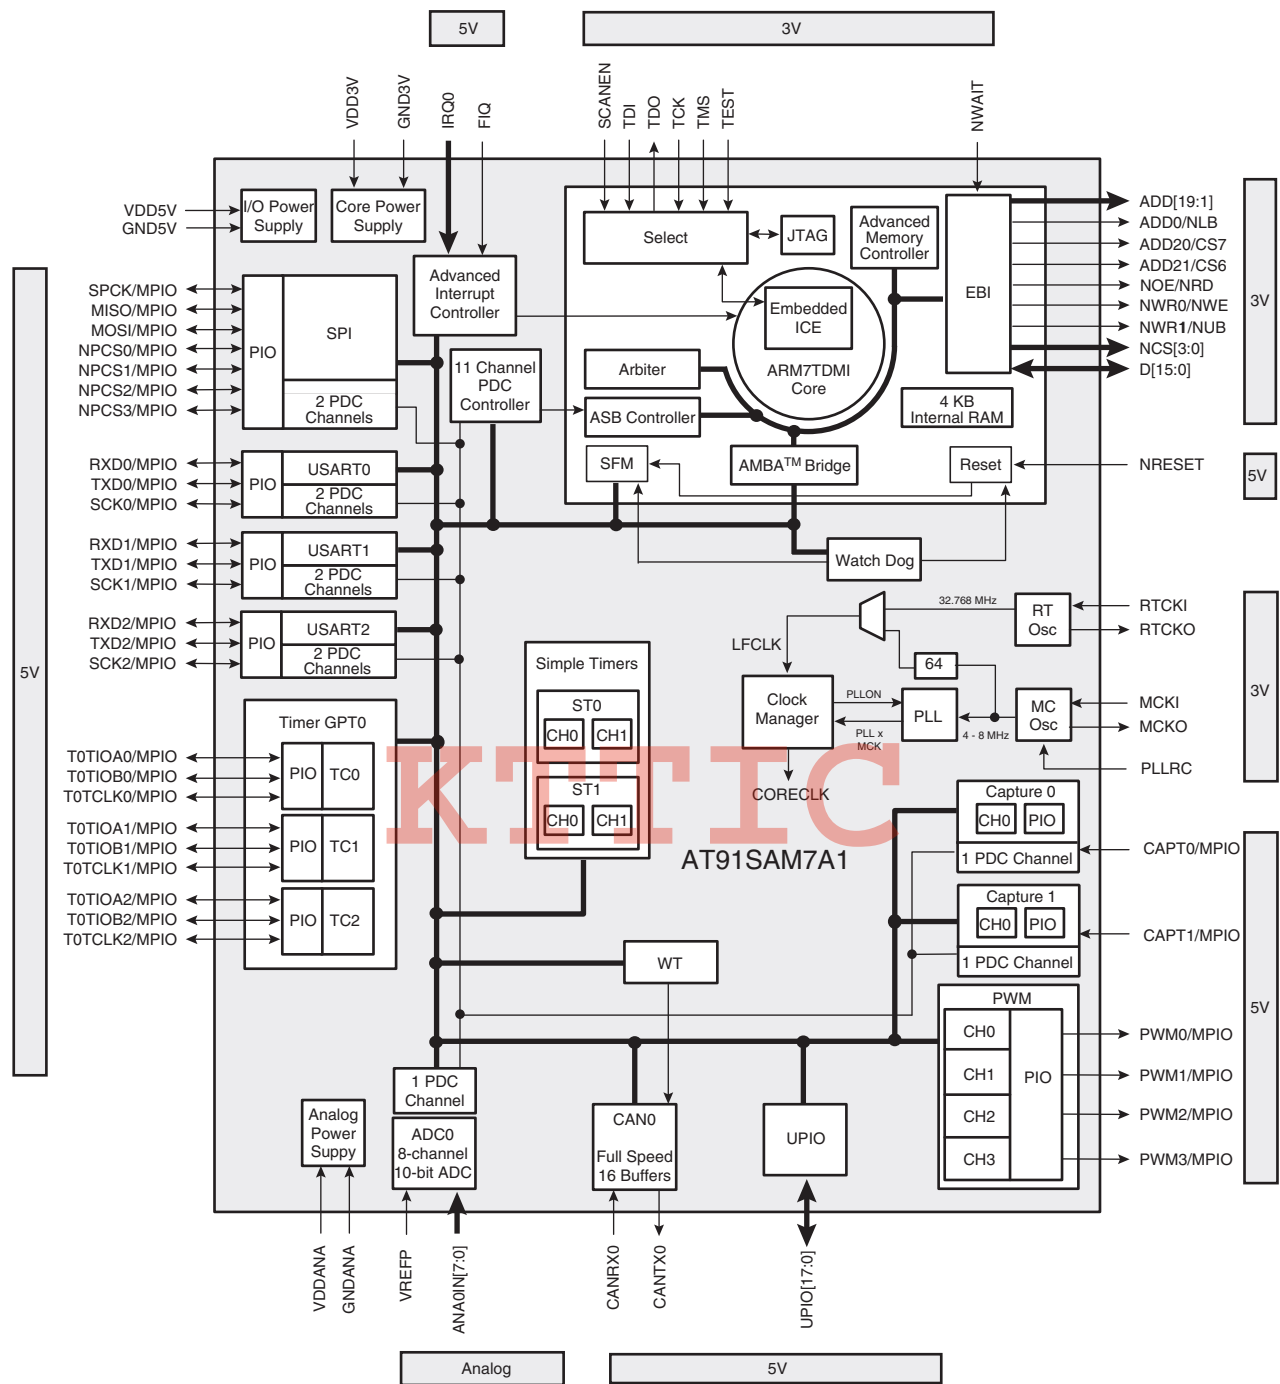 5V
3V
VDD3V
GND3V
IRQ0
FIQ
SCANEN
TDI
TDO
TCK
TMS
TEST
NWAIT
VDD5V
GND5V
I/O Power
Supply
Core Power
Supply
Select
JTAG
Advanced
Memory
Controller
EBI
ADD[19:1]
ADD0/NLB
ADD20/CS7
ADD21/CS6
NOE/NRD
NWR0/NWE
NWR1/NUB
NCS[3:0]
D[15:0]
3V
Advanced
Interrupt
Controller
Embedded
ICE
ARM7TDMI
Core
SPCK/MPIO
MISO/MPIO
MOSI/MPIO
NPCS0/MPIO
NPCS1/MPIO
NPCS2/MPIO
NPCS3/MPIO
PIO
SPI
2 PDC
Channels
11 Channel
PDC
Controller
Arbiter
ASB Controller
4 KB
Internal RAM
SFM
AMBA™ Bridge
Reset
NRESET
5V
RXD0/MPIO
TXD0/MPIO
SCK0/MPIO
PIO
USART0
2 PDC
Channels
RXD1/MPIO
TXD1/MPIO
SCK1/MPIO
PIO
USART1
2 PDC
Channels
Watch Dog
RXD2/MPIO
TXD2/MPIO
SCK2/MPIO
PIO
USART2
2 PDC
Channels
5V
32.768 MHz
RT
Osc
RTCKI
RTCKO
LFCLK
64
Clock
Manager
PLLON
PLL x
MCK
PLL
4 - 8 MHz
MC
Osc
MCKI
MCKO
PLLRC
3V
CORECLK
Simple Timers
ST0
CH0
CH1
ST1
CH0
CH1
Timer GPT0
T0TIOA0/MPIO
T0TIOB0/MPIO
T0TCLK0/MPIO
PIO
TC0
T0TIOA1/MPIO
T0TIOB1/MPIO
T0TCLK1/MPIO
PIO
TC1
T0TIOA2/MPIO
T0TIOB2/MPIO
T0TCLK2/MPIO
PIO
TC2
KTTIC
AT91SAM7A1
Capture 0
CH0
PIO
1 PDC Channel
CAPT0/MPIO
Capture 1
CH0
PIO
1 PDC Channel
CAPT1/MPIO
WT
PWM
CH0
CH1
CH2
CH3
PIO
PWM0/MPIO
PWM1/MPIO
PWM2/MPIO
PWM3/MPIO
5V
1 PDC
Channel
ADC0
8-channel
10-bit ADC
Analog
Power
Suppy
CAN0
Full Speed
16 Buffers
UPIO
VDDANA
GNDANA
VREFP
ANA0IN[7:0]
CANRX0
CANTX0
UPIO[17:0]
Analog
5V